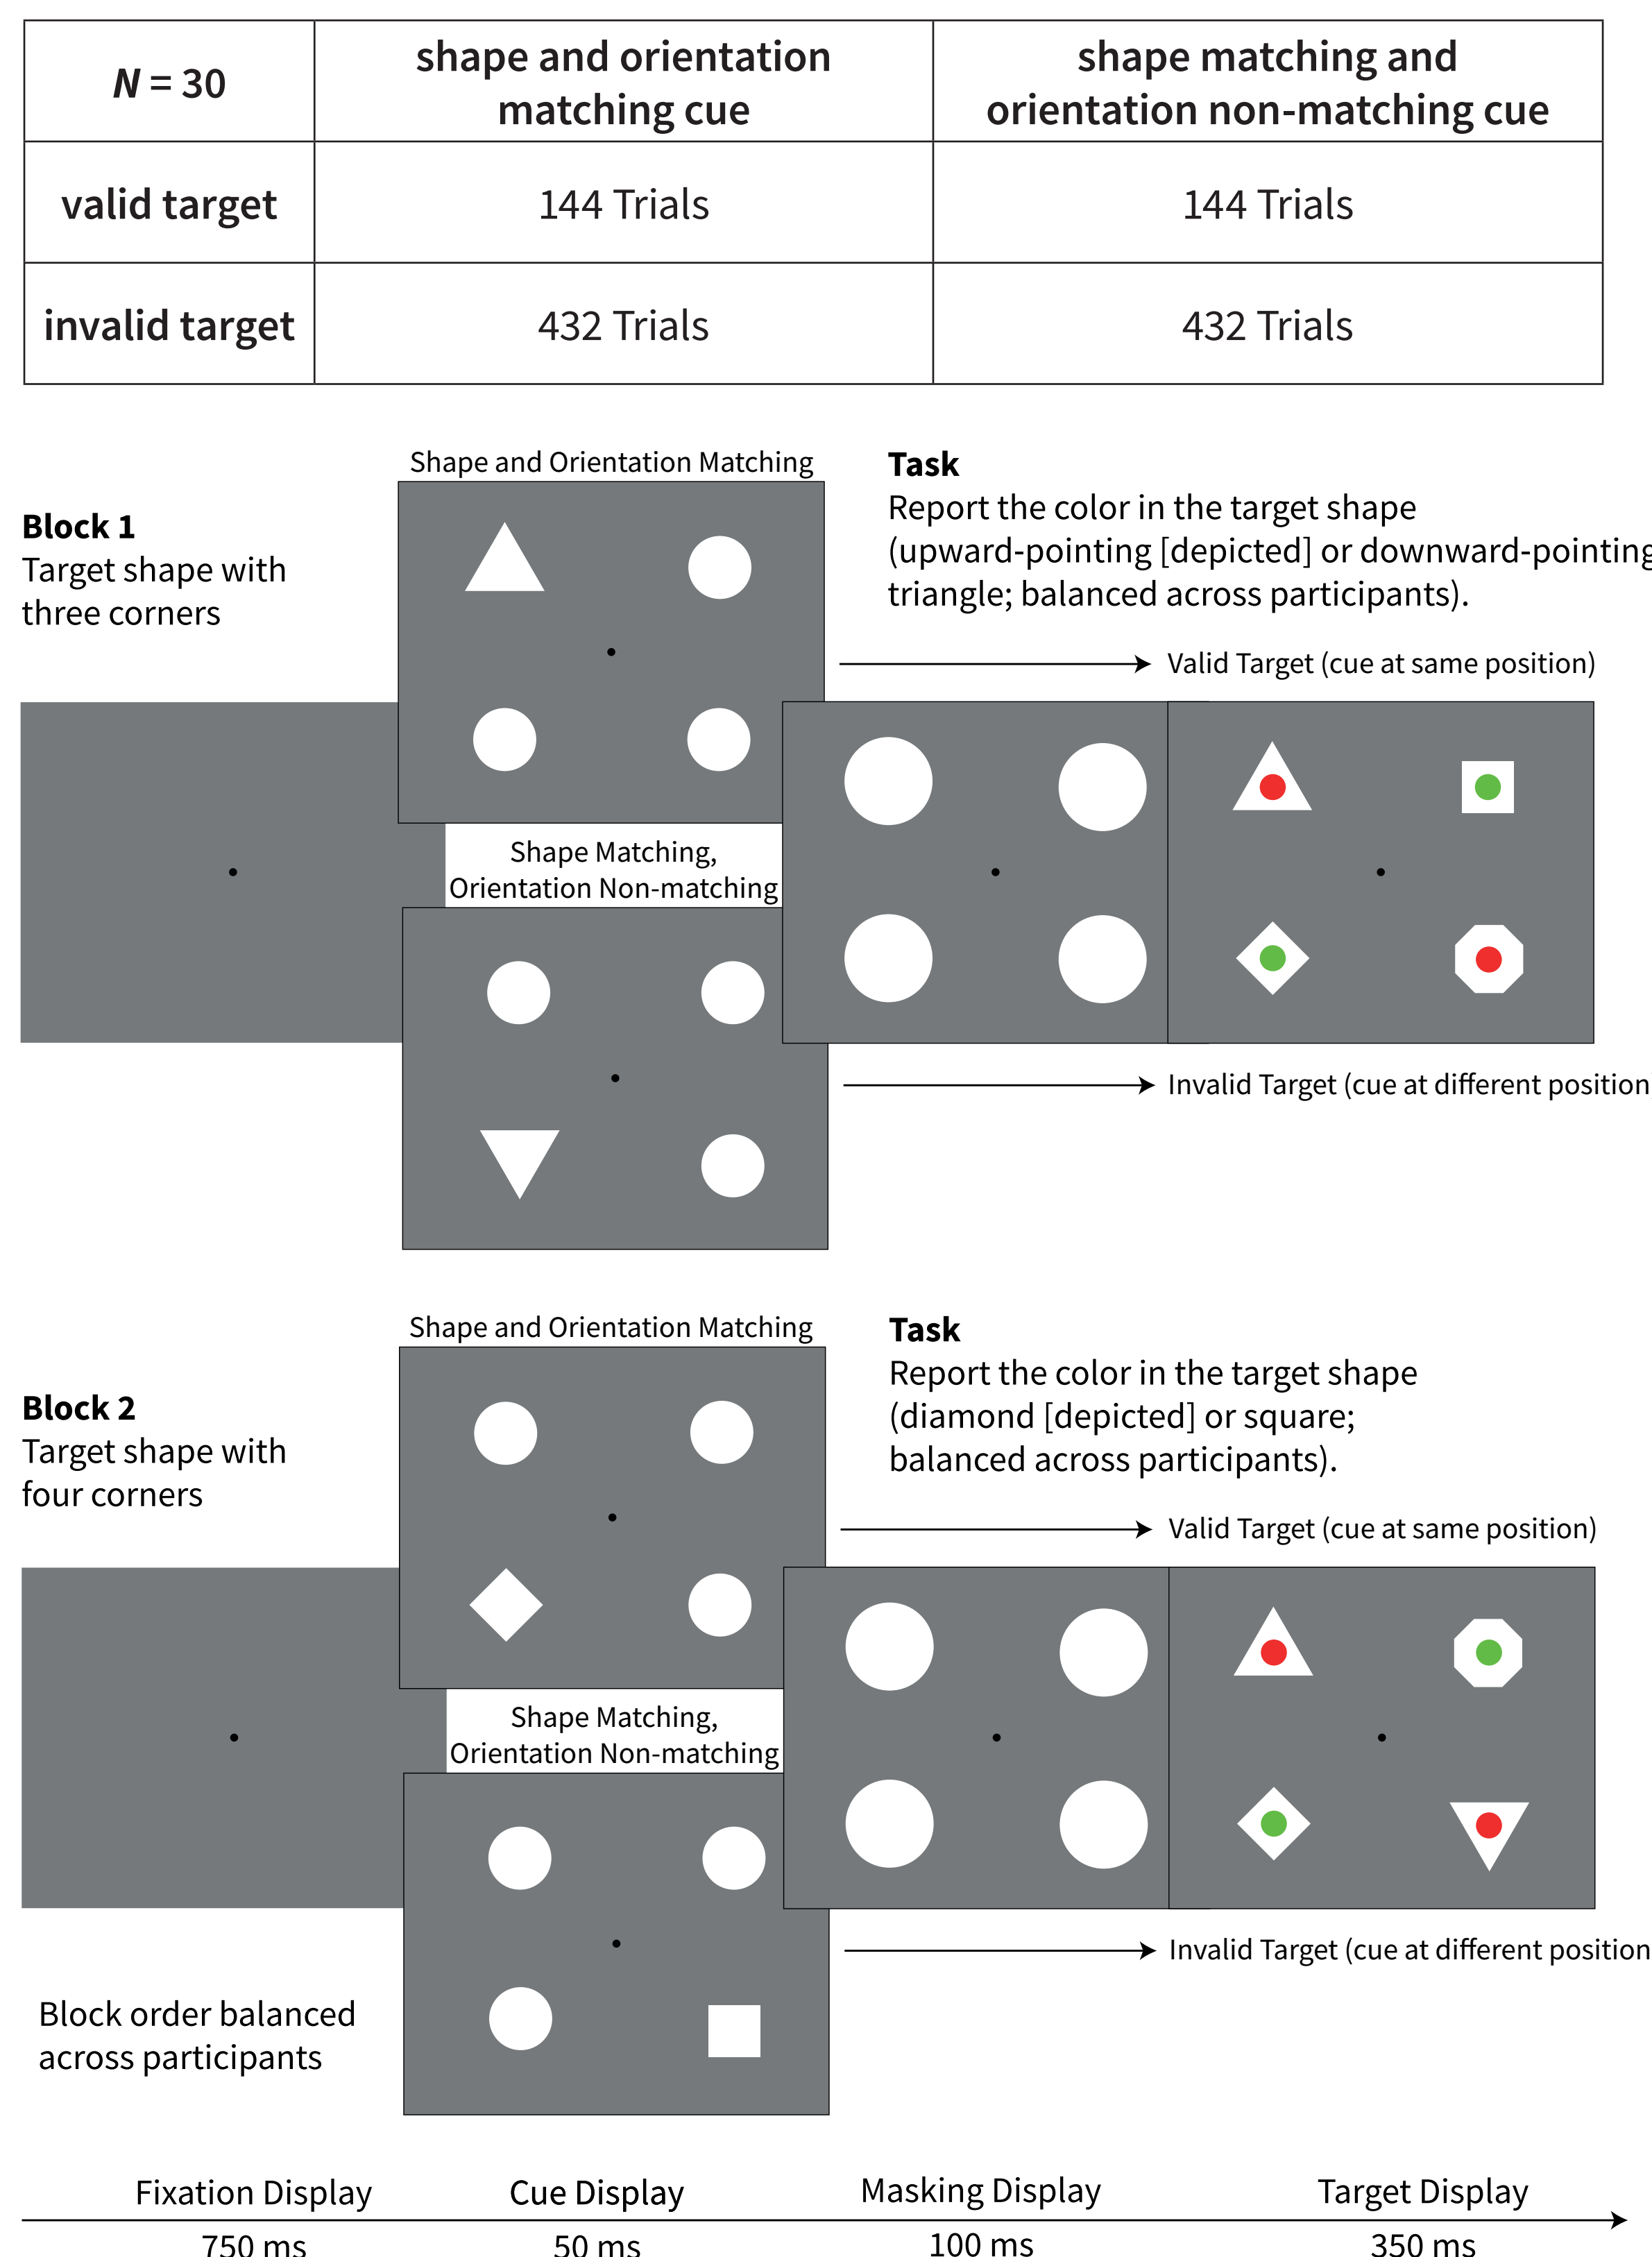 N = 30
shape and orientation
matching cue
shape matching and
orientation non-matching cue
valid target
144 Trials
144 Trials
invalid target
432 Trials
432 Trials
Shape and Orientation Matching
Block 1
Target shape with
three corners
Task
Report the color in the target shape
(upward-pointing [depicted] or downward-pointing
triangle; balanced across participants).
Valid Target (cue at same position)
Shape Matching,
Orientation Non-matching
Invalid Target (cue at different position
Shape and Orientation Matching
Block 2
Target shape with
four corners
Task
Report the color in the target shape
(diamond [depicted] or square;
balanced across participants).
Valid Target (cue at same position)
Shape Matching,
Orientation Non-matching
Invalid Target (cue at different position
Block order balanced
across participants
Fixation Display
Cue Display
Masking Display
Target Display
750 ms
50 ms
100 ms
350 ms